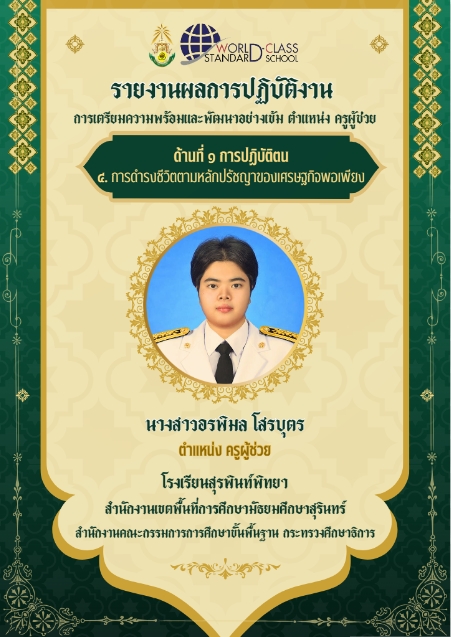 WORLD-CLASS
STANDARD SCHOOL
รายงานผลการปฏิบัติงาน
การเตรียมความพร้อมและพัฒนาอย่างเข้ม ตำแหน่ง ครูผู้ช่วย
ด้านที่ ๑ การปฏิบัติตน
๔. การดำรงชีวิตตามหลักปรัชญาของเศรษฐกิจพอเพียง
นางสาวอรพิมล โสรบุตร
ตำแหน่ง ครูผู้ช่วย
โรงเรียนสุรพินท์พิทยา
สำนักงานเขตพื้นที่การศึกษามัธยมศึกษาสุรินทร์
สำนักงานคณะกรรมการการศึกษาขั้นพื้นฐาน กระทรวงศึกษาธิการ